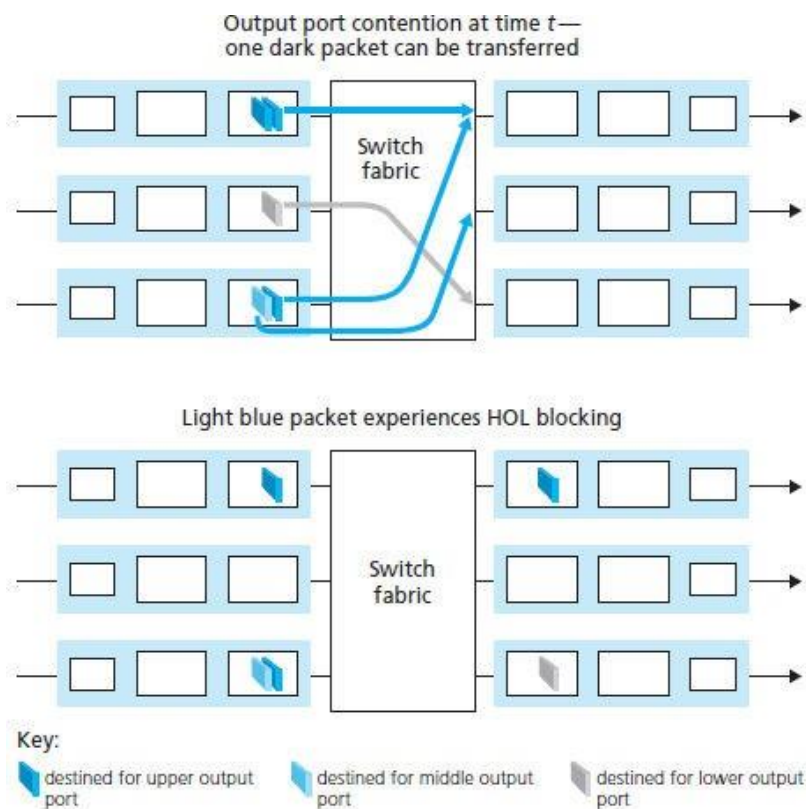 Output port contention at time t—
one dark packet can be transferred
Switch
fabric
Light blue packet experiences HOL blocking
Switch
fabric
Key:
destined for upper output
port
destined for middle output
port
destined for lower output
port